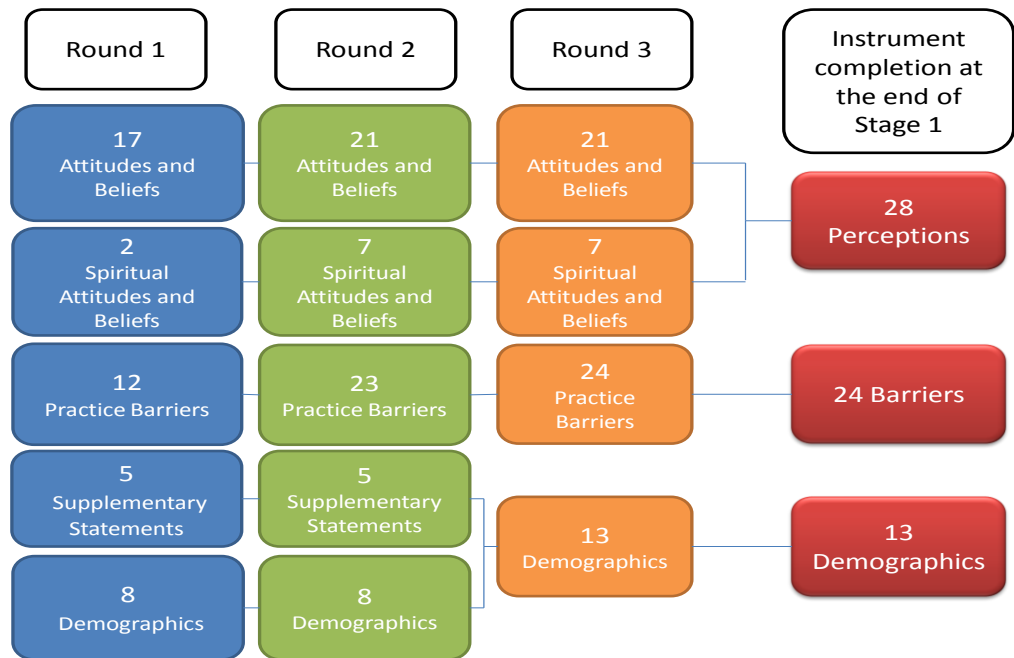 Round 1
Round 2
Round 3
Instrument
completion at
the end of
Stage 1
17
Attitudes and
Beliefs
21
Attitudes and
Beliefs
21
Attitudes and
Beliefs
28
Perceptions
2
Spiritual
Attitudes and
Beliefs
7
Spiritual
Attitudes and
Beliefs
7
Spiritual
Attitudes and
Beliefs
12
Practice Barriers
23
Practice Barriers
24
Practice
Barriers
24 Barriers
5
Supplementary
Statements
5
Supplementary
Statements
13
Demographics
13
Demographics
8
Demographics
8
Demographics